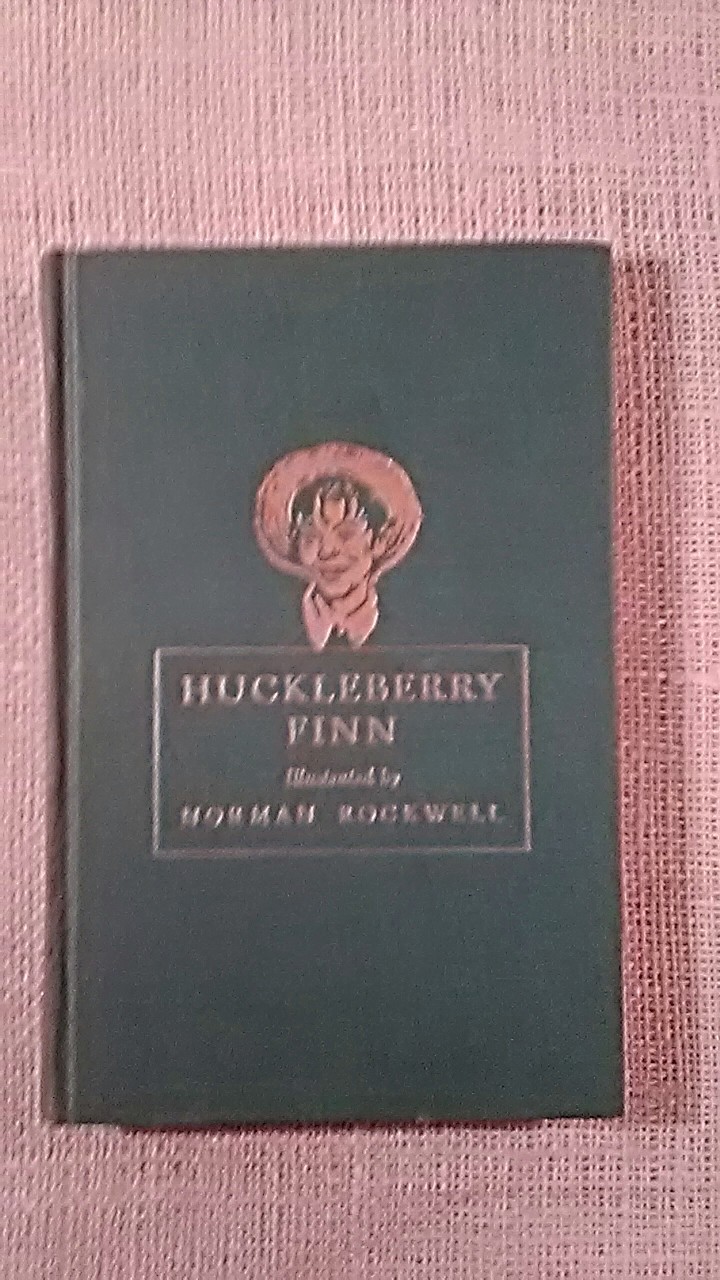 HUCKLEBERRY
FINN
Illustrated by
NORMAN ROCKWELL